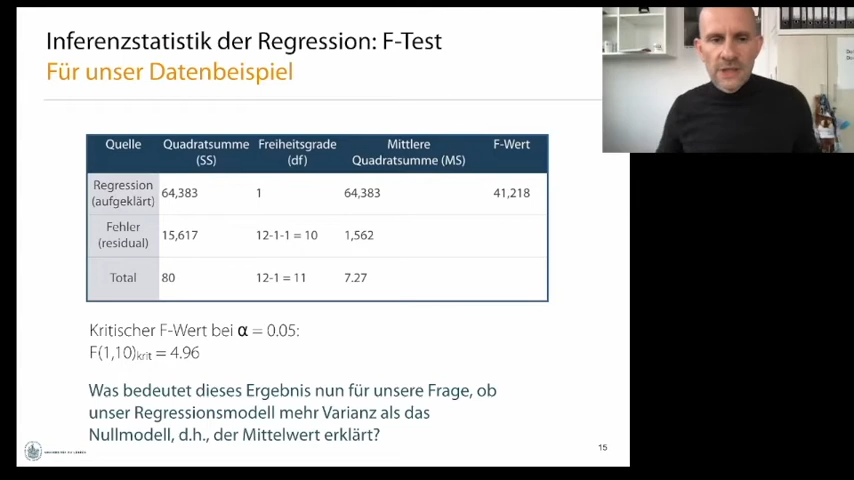 Inferenzstatistik der Regression: F-Test
Für unser Datenbeispiel
Quelle Quadratsumme (SS) Freiheitsgrade (df) Mittlere Quadratsumme (MS) F-Wert
Regression (aufgeklärt) 64,383 1 64,383 41,218
Fehler (residual) 15,617 12-1-1 = 10 1,562
Total 80 12-1 = 11 7.27
Kritischer F-Wert bei α = 0.05:
F(1,10)krit = 4.96
Was bedeutet dieses Ergebnis nun für unsere Frage, ob
unser Regressionsmodell mehr Varianz als das
Nullmodell, d.h., der Mittelwert erklärt?
15